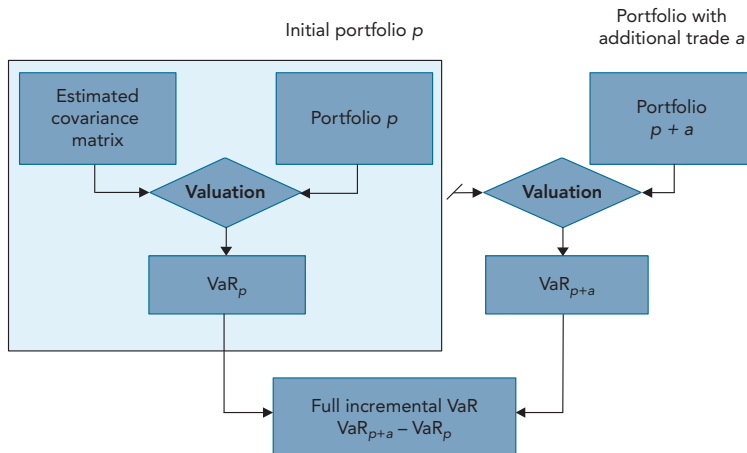 Initial portfolio p
Portfolio with
additional trade a
Estimated
covariance
matrix
Portfolio p
Portfolio
p + a
Valuation
Valuation
VaRp
VaRp+a
Full incremental VaR
VaRp+a – VaRp